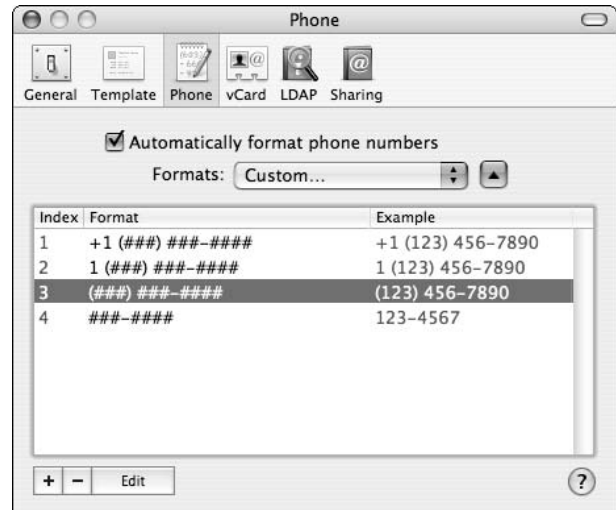 Phone
General Template Phone vCard LDAP Sharing
Automatically format phone numbers
Formats: Custom...
Index Format Example
1 +1 (###) ###-#### +1 (123) 456-7890
2 1 (###) ###-#### 1 (123) 456-7890
3 (###) ###-#### (123) 456-7890
4 ###-#### 123-4567
+ - Edit ?